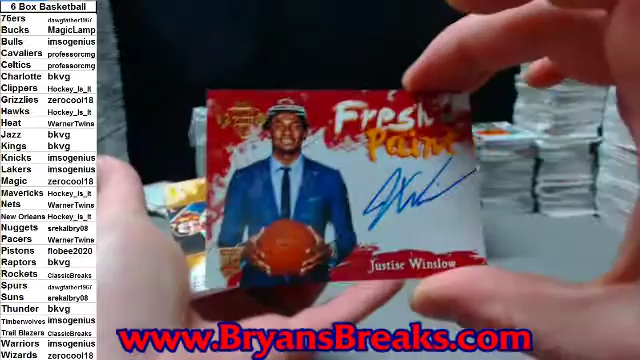 6 Box Basketball
76ers dawgfather1967
Bucks MagicLamp
Bulls imsogenius
Cavaliers professorcmg
Celtics professorcmg
Charlotte bkvg
Clippers Hockey_Is_It
Grizzlies zerocool18
Hawks Hockey_Is_It
Heat WarnerTwins
Jazz bkvg
Kings bkvg
Knicks imsogenius
Lakers imsogenius
Magic zerocool18
Mavericks Hockey_Is_It
Nets WarnerTwins
New Orleans Hockey_Is_It
Nuggets srekalbry08
Pacers WarnerTwins
Pistons flobee2020
Raptors bkvg
Rockets ClassicBreaks
Spurs dawgfather1967
Suns srekalbry08
Thunder bkvg
Timberwolves imsogenius
Trail Blazers ClassicBreaks
Warriors imsogenius
Wizards zerocool18
Fresh
Paint
Justise Winslow
www.BryansBreaks.com